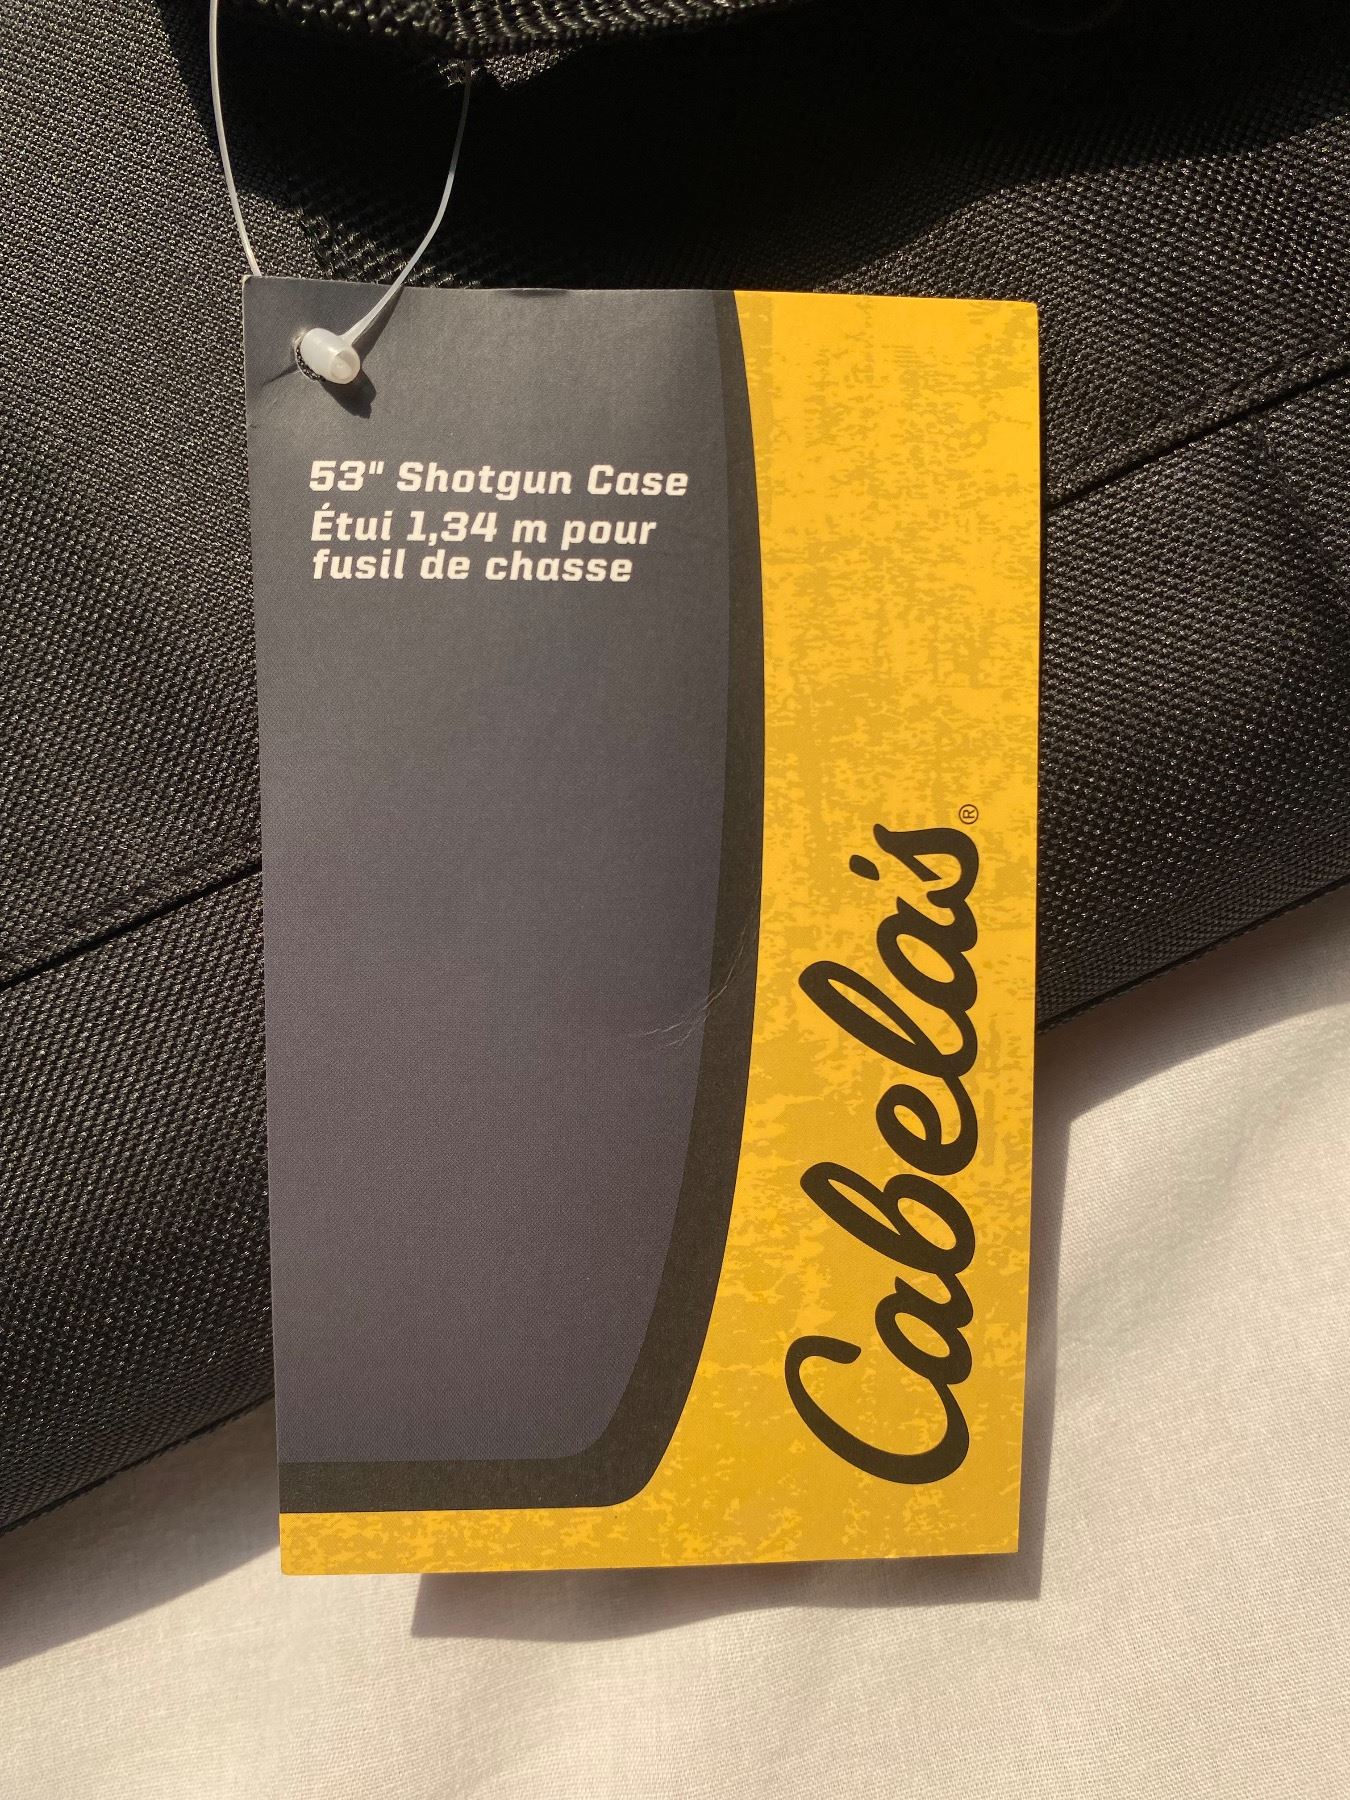 53" Shotgun Case
Étui 1,34 m pour
fusil de chasse
Cabela's®